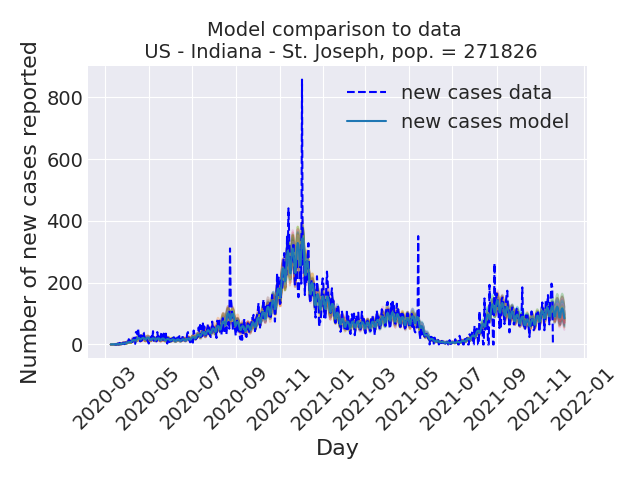 Model comparison to data
US - Indiana - St. Joseph, pop. = 271826
Number of new cases reported
800
600
400
200
0
new cases data
new cases model
2020-03
2020-05
2020-07
2020-09
2020-11
2021-01
2021-03
2021-05
2021-07
2021-09
2021-11
2022-01
Day